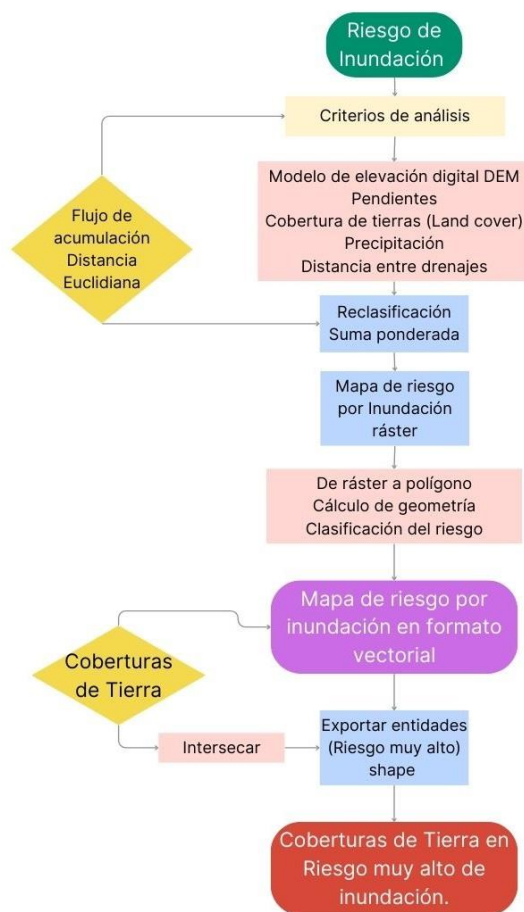 Riesgo de
Inundación
Criterios de análisis
Modelo de elevación digital DEM
Pendientes
Cobertura de tierras (Land cover)
Precipitación
Distancia entre drenajes
Flujo de
acumulación
Distancia
Euclidiana
Reclasificación
Suma ponderada
Mapa de riesgo
por Inundación
ráster
De ráster a polígono
Cálculo de geometría
Clasificación del riesgo
Mapa de riesgo por
inundación en formato
vectorial
Coberturas
de Tierra
Intersecar
Exportar entidades
(Riesgo muy alto)
shape
Coberturas de Tierra en
Riesgo muy alto de
inundación.